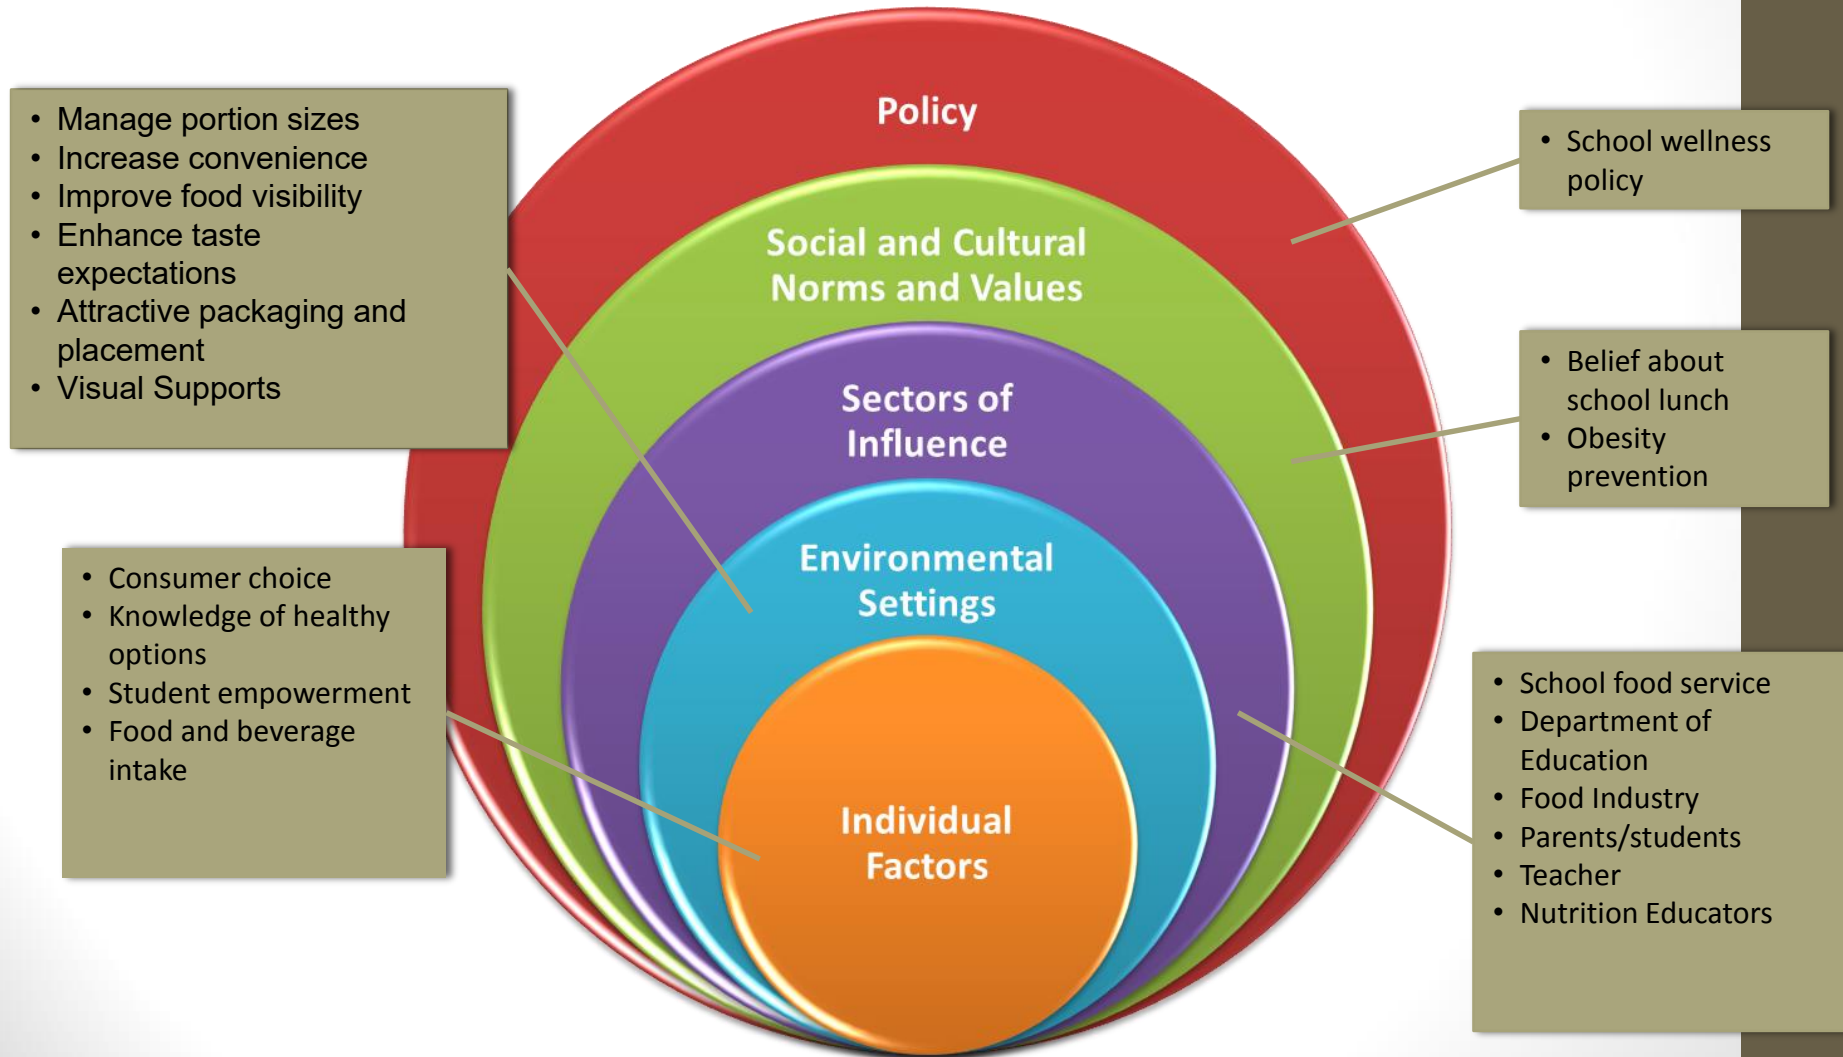 Policy
Social and Cultural
Norms and Values
Sectors of
Influence
Environmental
Settings
Individual
Factors
• Manage portion sizes
• Increase convenience
• Improve food visibility
• Enhance taste
expectations
• Attractive packaging and
placement
• Visual Supports
• Consumer choice
• Knowledge of healthy
options
• Student empowerment
• Food and beverage
intake
• School wellness
policy
• Belief about
school lunch
• Obesity
prevention
• School food service
• Department of
Education
• Food Industry
• Parents/students
• Teacher
• Nutrition Educators